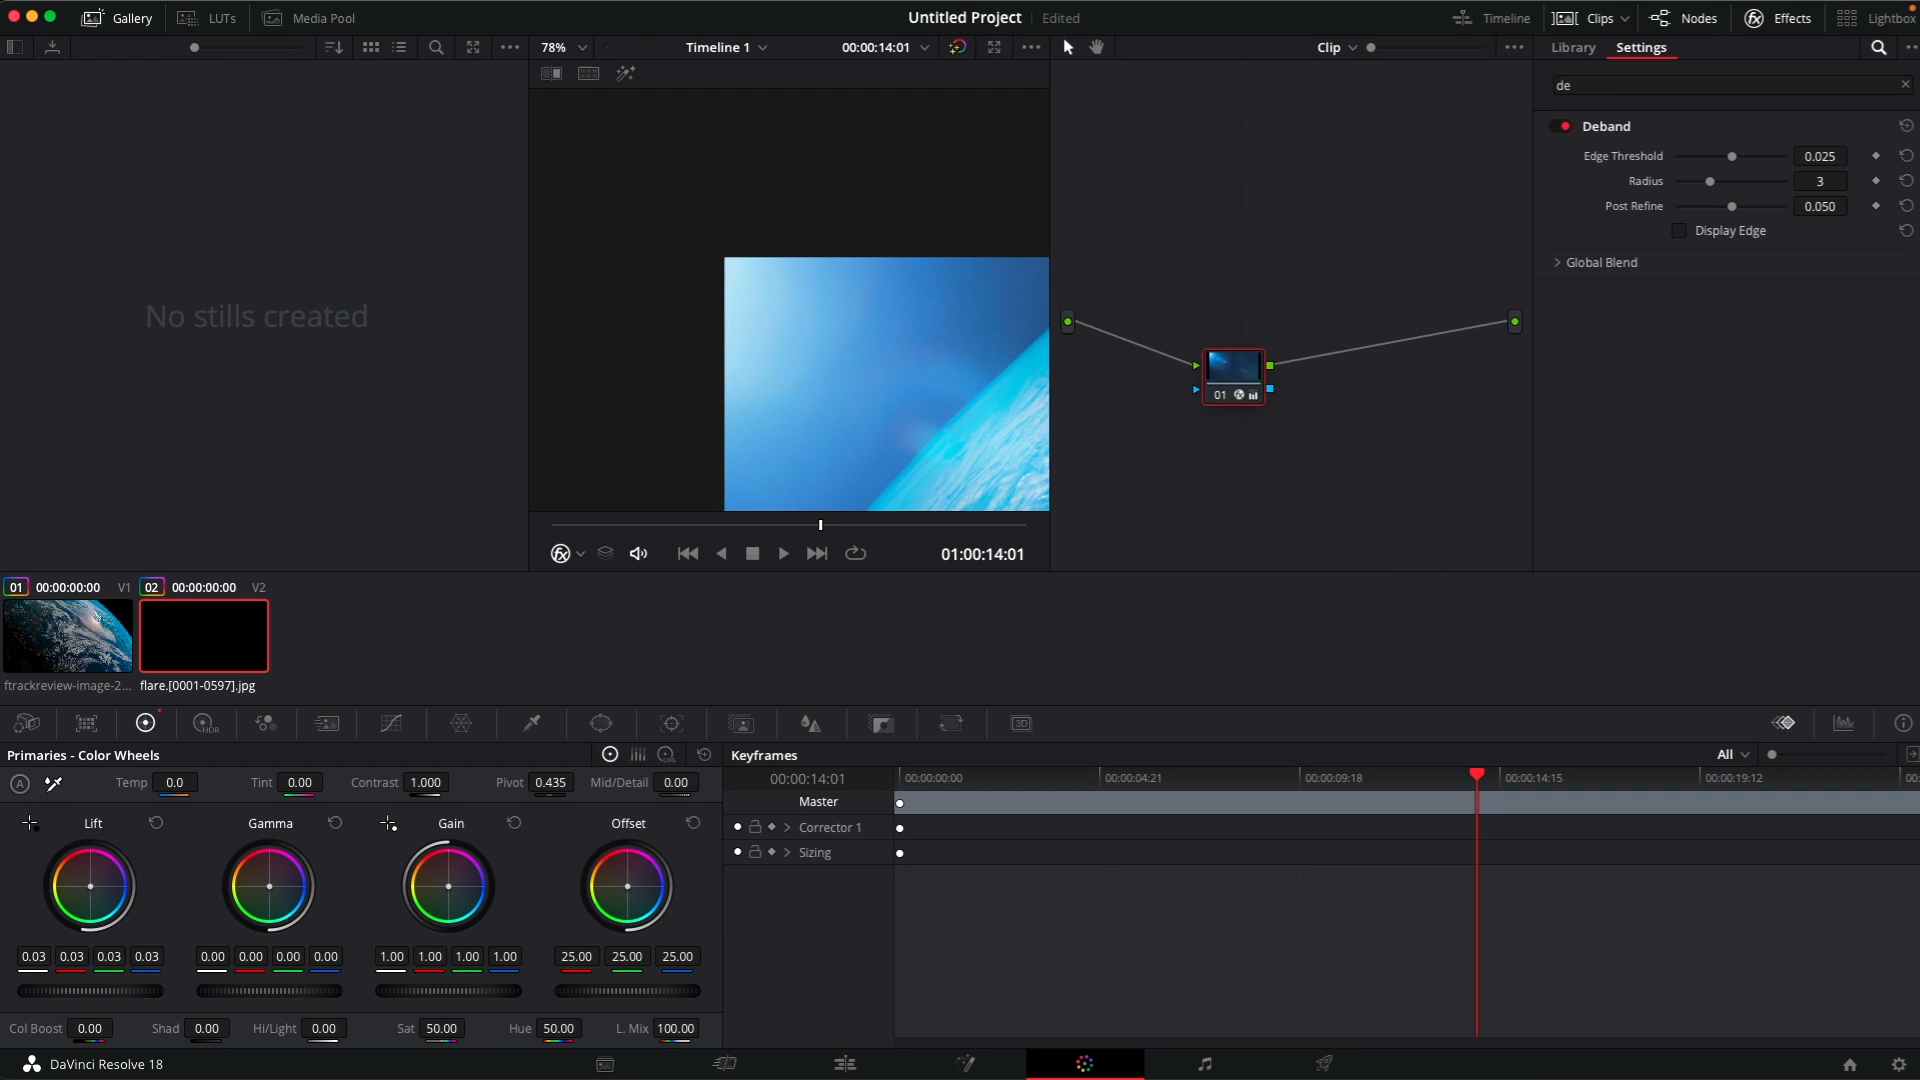 Gallery LUTs Media Pool Untitled Project Edited Timeline Clips Nodes Effects Lightbox
78% Timeline 1 00:00:14:01 Clip Library Settings
de
Deband
Edge Threshold 0.025
Radius 3
Post Refine 0.050
Display Edge
Global Blend
No stills created
01
01:00:14:01
01 00:00:00:00 V1 02 00:00:00:00 V2
ftrackreview-image-2... flare.[0001-0597].jpg
HDR 3D
Primaries - Color Wheels LOG Keyframes All
A Temp 0.0 Tint 0.00 Contrast 1.000 Pivot 0.435 Mid/Detail 0.00
00:00:14:01 00:00:00:00 00:00:04:21 00:00:09:18 00:00:14:15 00:00:19:12 00:
Master
Lift Gamma Gain Offset
Corrector 1
Sizing
0.03 0.03 0.03 0.03 0.00 0.00 0.00 0.00 1.00 1.00 1.00 1.00 25.00 25.00 25.00
Col Boost 0.00 Shad 0.00 Hi/Light 0.00 Sat 50.00 Hue 50.00 L. Mix 100.00
DaVinci Resolve 18